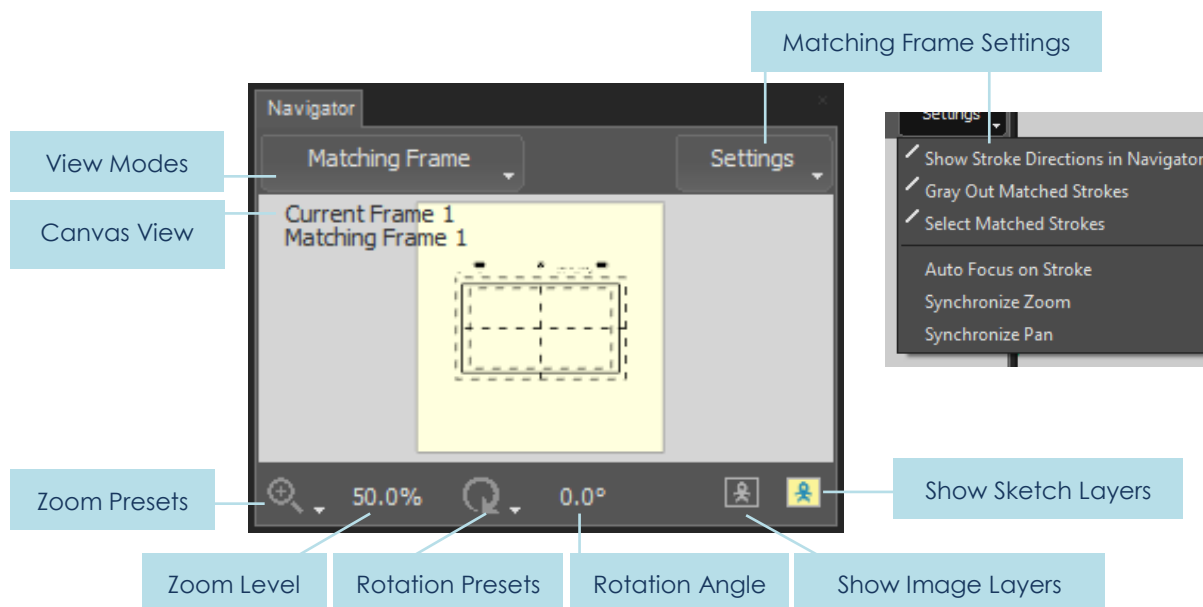 Matching Frame Settings
Navigator
Matching Frame
Settings
View Modes
Canvas View
Current Frame 1
Matching Frame 1
Settings
Show Stroke Directions in Navigator
Gray Out Matched Strokes
Select Matched Strokes
Auto Focus on Stroke
Synchronize Zoom
Synchronize Pan
Zoom Presets
50.0%
0.0°
Show Sketch Layers
Zoom Level
Rotation Presets
Rotation Angle
Show Image Layers